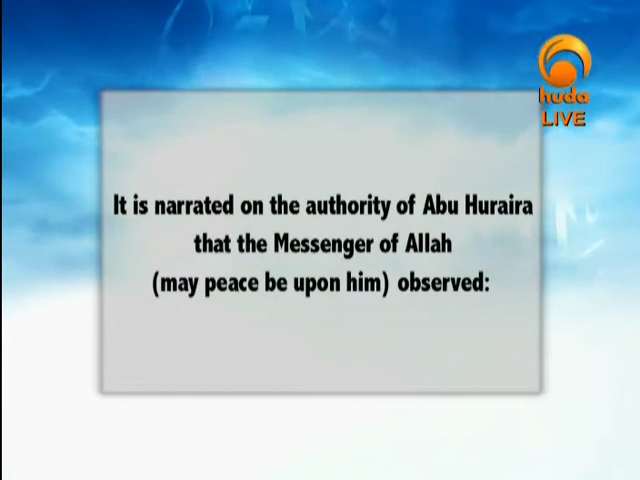 huda
LIVE
It is narrated on the authority of Abu Huraira
that the Messenger of Allah
(may peace be upon him) observed: